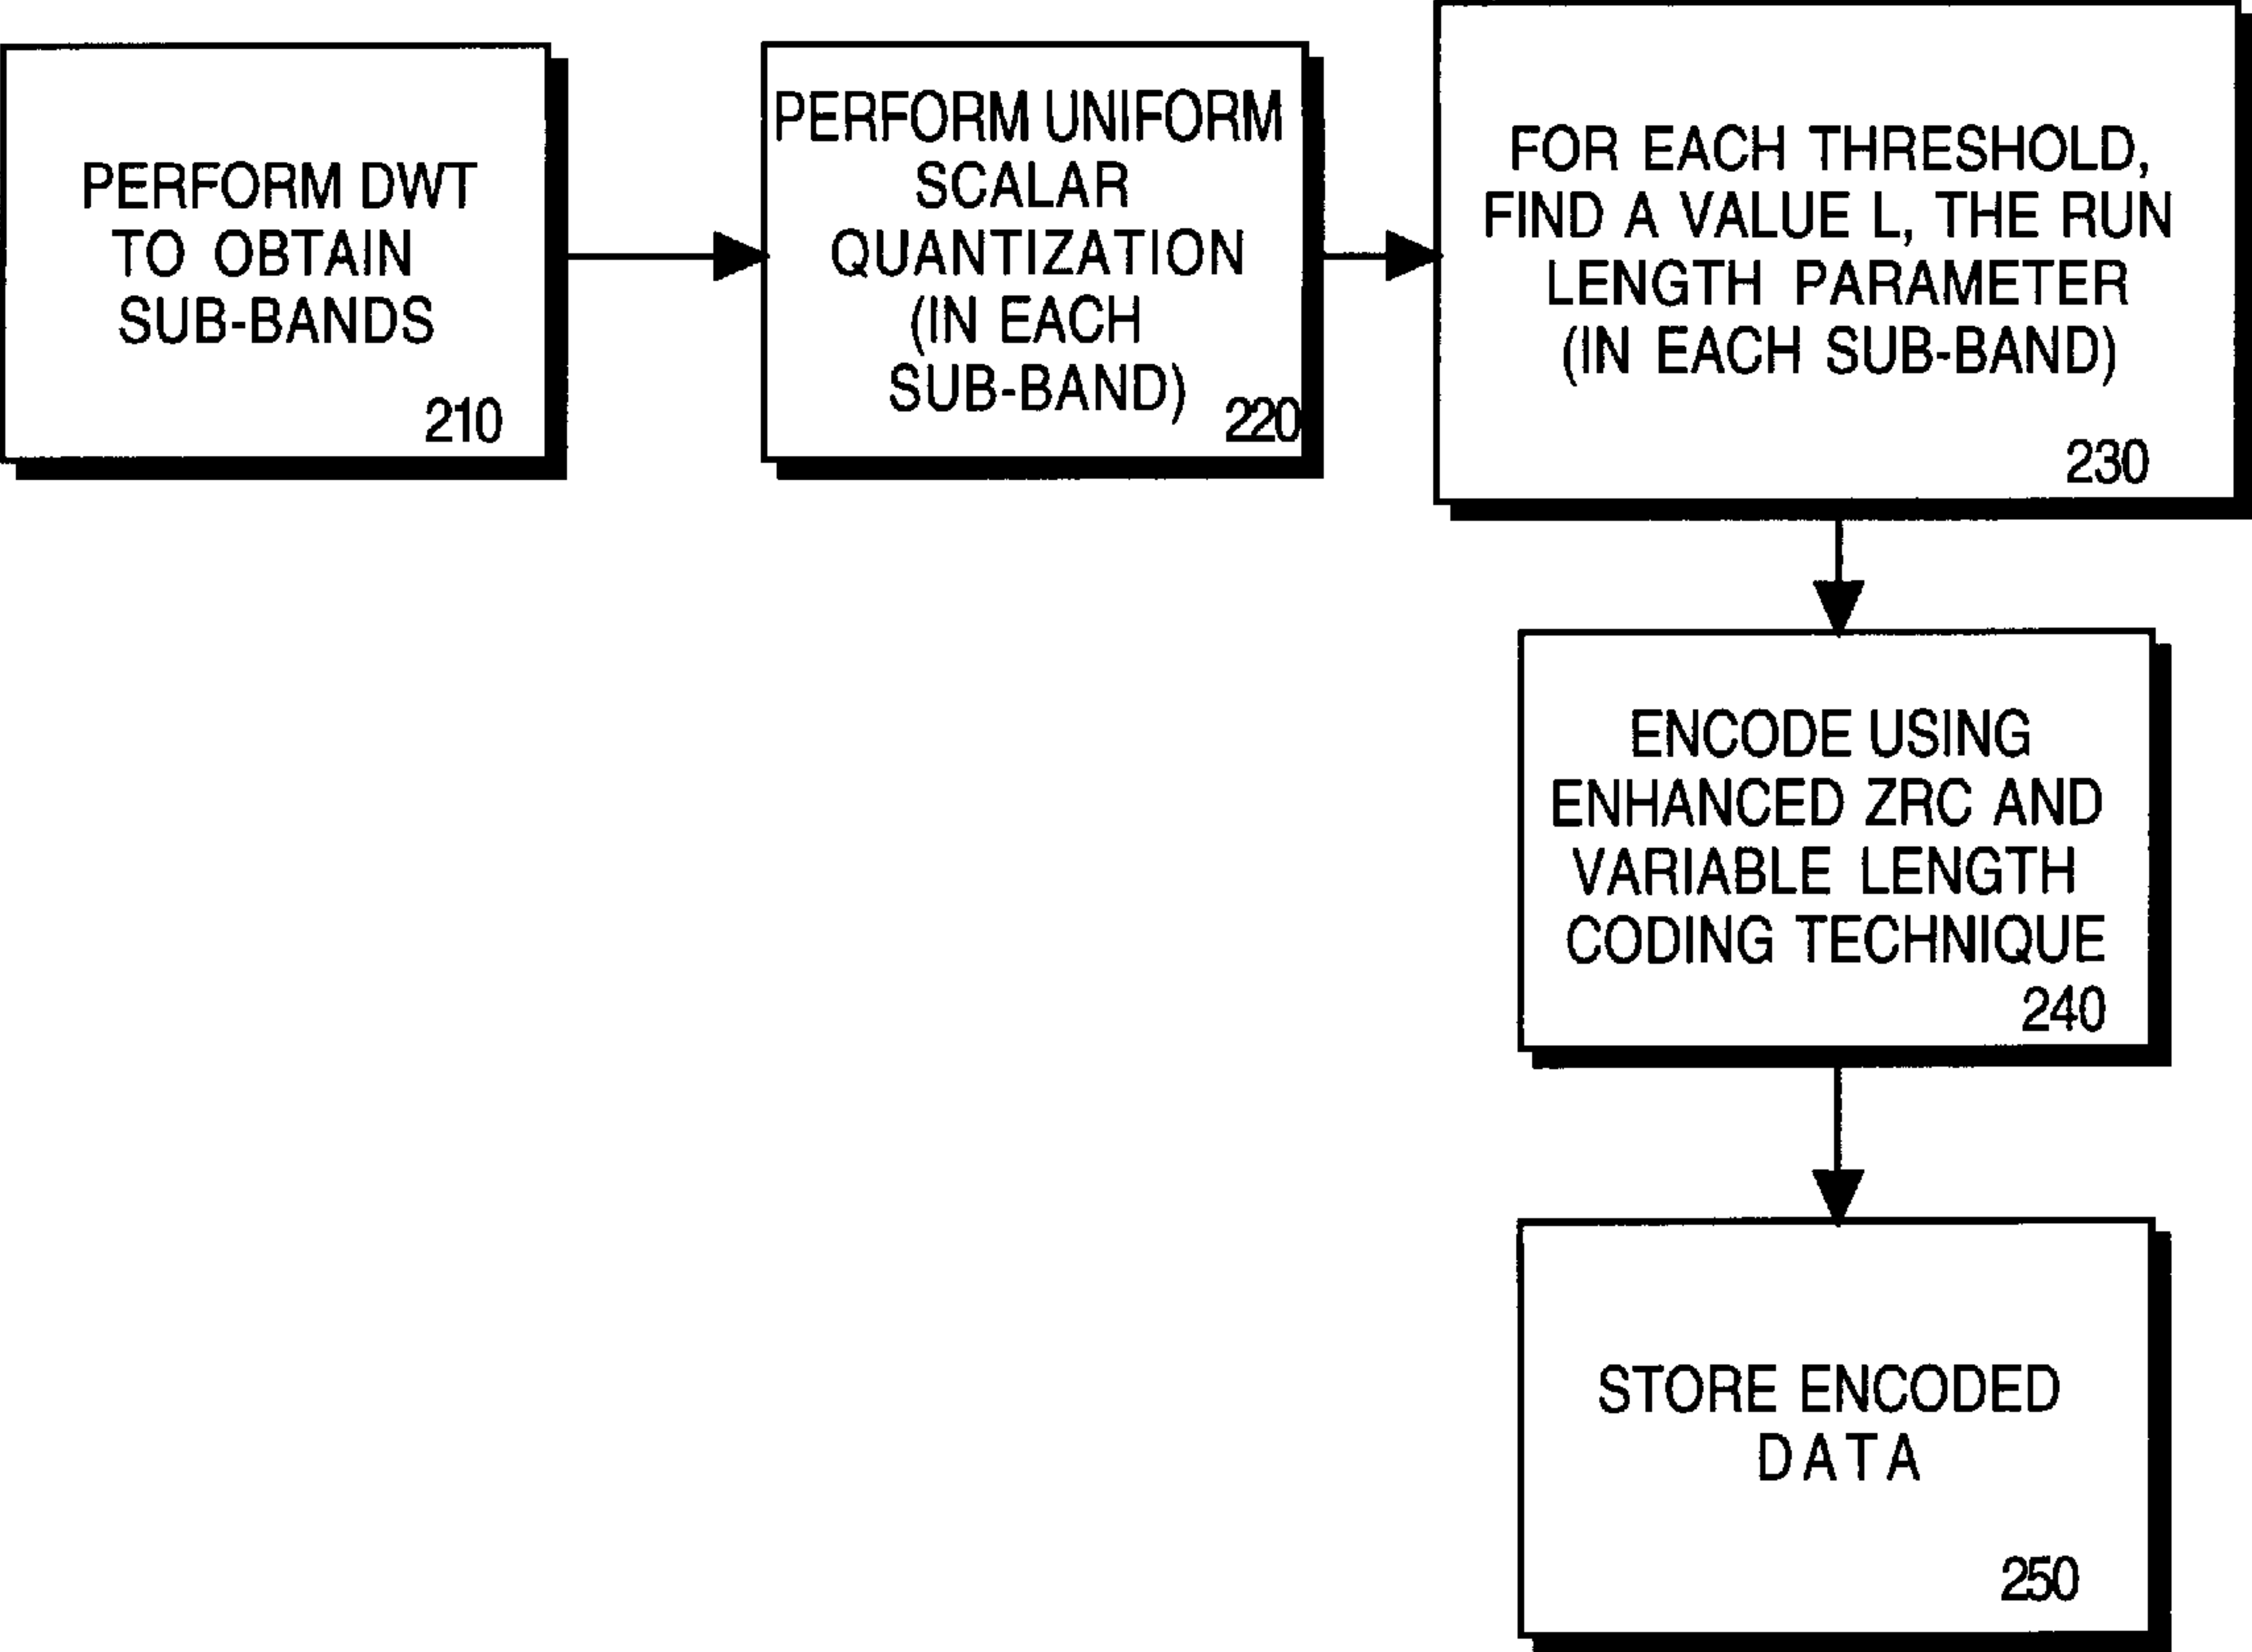 PERFORM DWT
TO OBTAIN
SUB-BANDS
210
PERFORM UNIFORM
SCALAR
QUANTIZATION
(IN EACH
SUB-BAND)
220
FOR EACH THRESHOLD,
FIND A VALUE L, THE RUN
LENGTH PARAMETER
(IN EACH SUB-BAND)
230
ENCODE USING
ENHANCED ZRC AND
VARIABLE LENGTH
CODING TECHNIQUE
240
STORE ENCODED
DATA
250